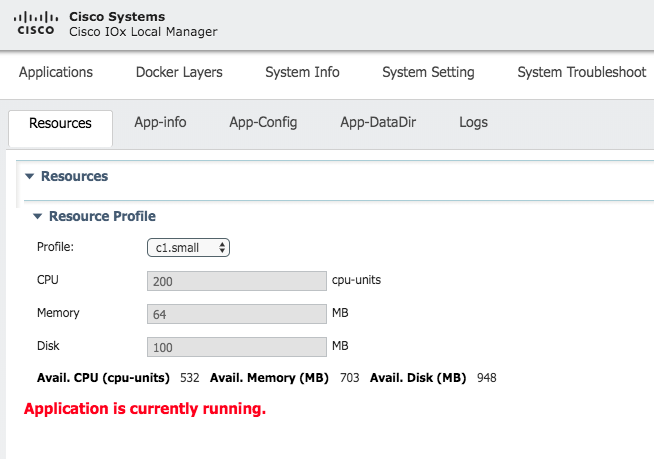 Cisco Systems
CISCO Cisco IOx Local Manager
Applications Docker Layers System Info System Setting System Troubleshoot
Resources App-info App-Config App-DataDir Logs
Resources
Resource Profile
Profile: c1.small
CPU 200 cpu-units
Memory 64 MB
Disk 100 MB
Avail. CPU (cpu-units) 532 Avail. Memory (MB) 703 Avail. Disk (MB) 948
Application is currently running.